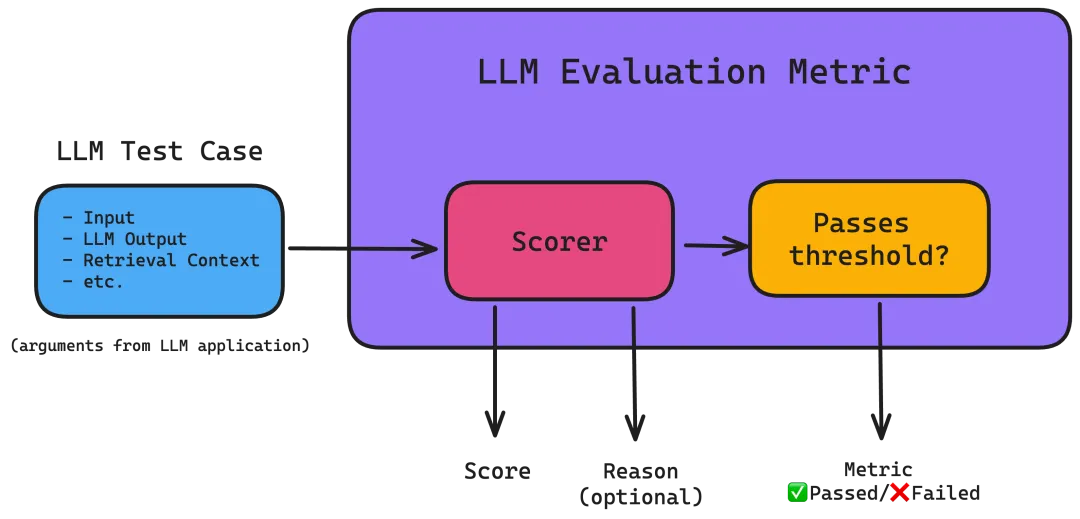 LLM Evaluation Metric
LLM Test Case
- Input
- LLM Output
- Retrieval Context
- etc.
(arguments from LLM application)
Scorer
Passes
threshold?
Score
Reason
(optional)
Metric
✅Passed/❌Failed